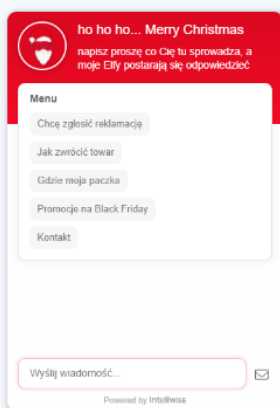 ho ho ho... Merry Christmas
napisz proszę co Cię tu sprowadza, a
moje Elfy postarają się odpowiedzieć
Menu
Chcę zgłosić reklamację
Jak zwrócić towar
Gdzie moja paczka
Promocje na Black Friday
Kontakt
Wyślij wiadomość...
Powered by Intelliwiss